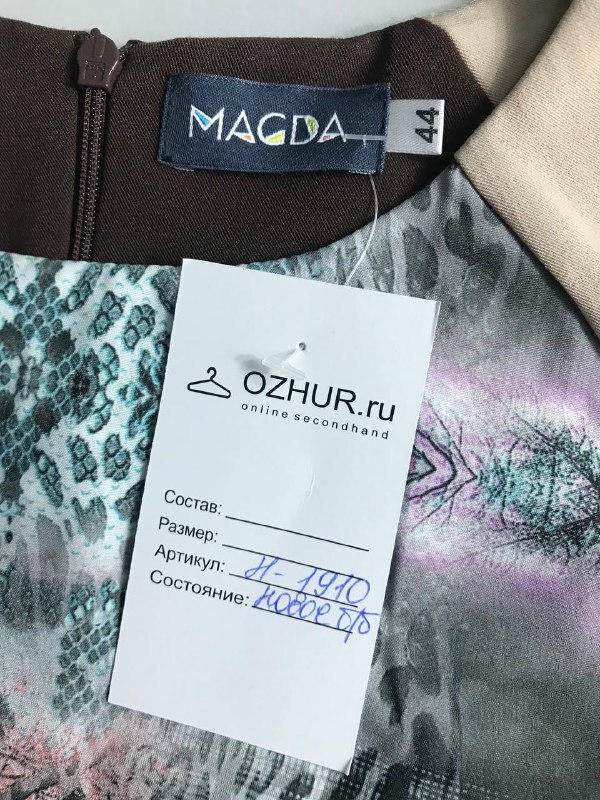 MAGDA
44
OZHUR.ru
online secondhand
Состав:
Размер:
Артикул: Н-1910
Состояние: новое б/б